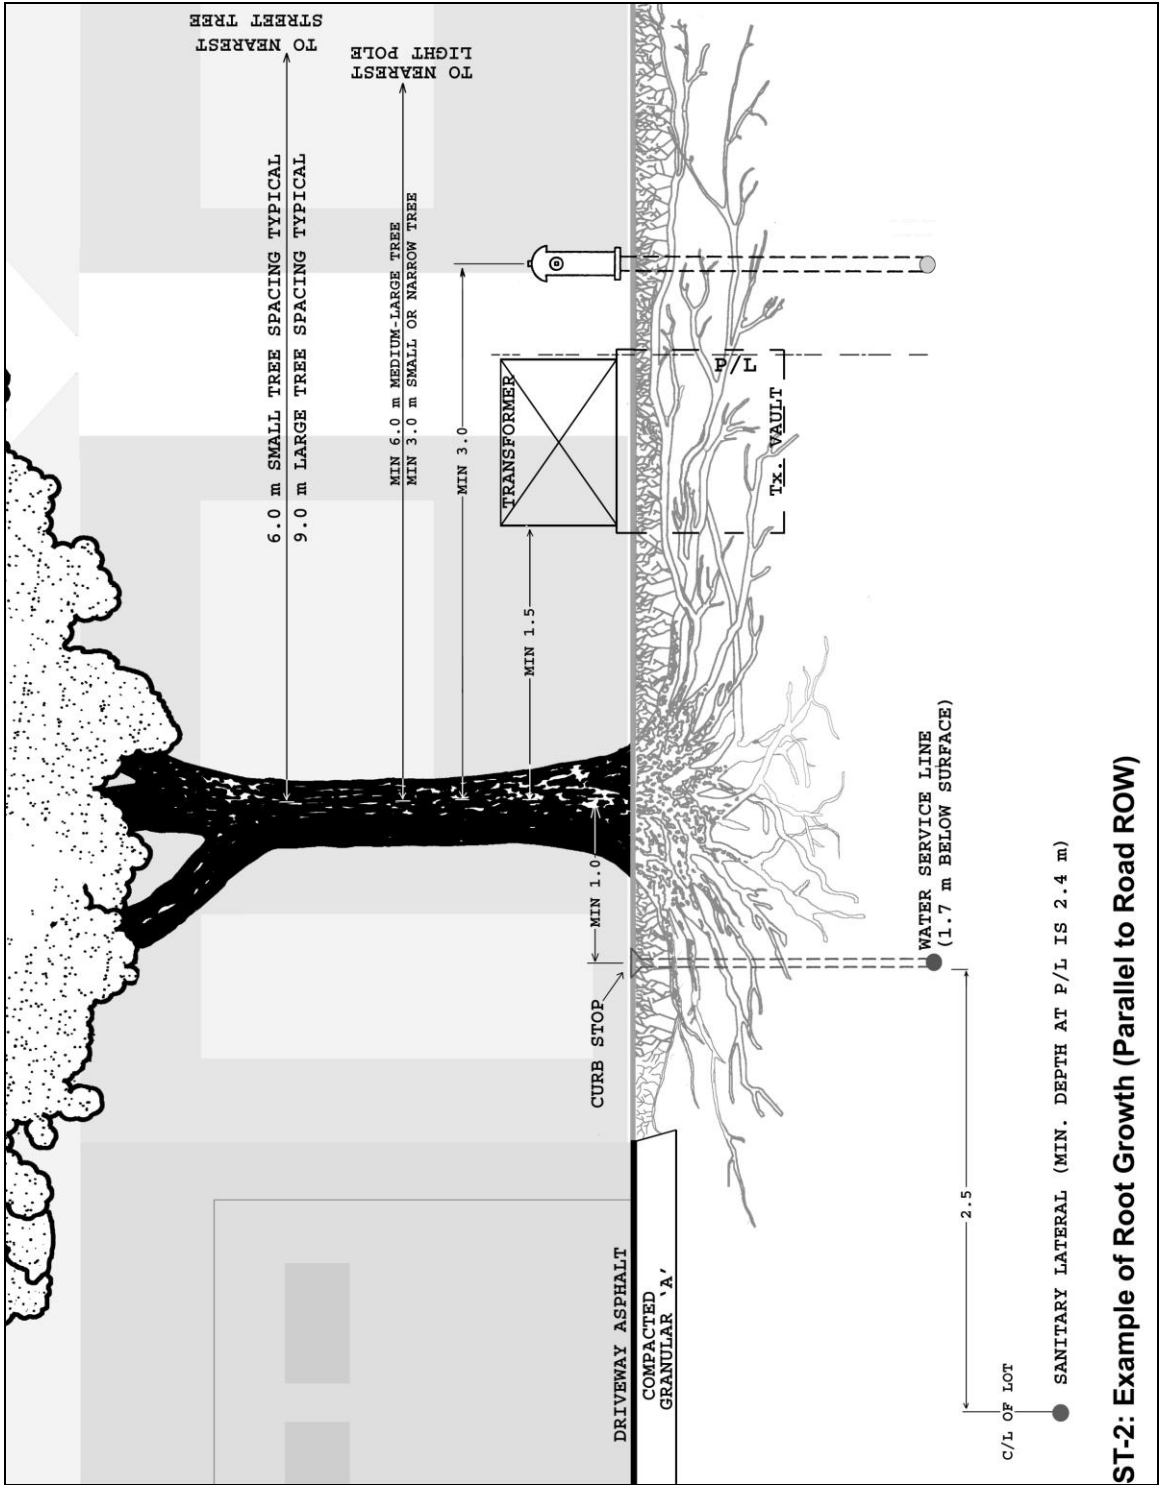 TO NEAREST
STREET TREE
TO NEAREST
LIGHT POLE
6.0 m SMALL TREE SPACING TYPICAL
9.0 m LARGE TREE SPACING TYPICAL
MIN 6.0 m MEDIUM-LARGE TREE
MIN 3.0 m SMALL OR NARROW TREE
MIN 3.0
TRANSFORMER
MIN 1.5
MIN 1.0
CURB STOP
P/L
Tx. VAULT
DRIVEWAY ASPHALT
COMPACTED
GRANULAR 'A'
WATER SERVICE LINE
(1.7 m BELOW SURFACE)
2.5
C/L OF LOT
SANITARY LATERAL (MIN. DEPTH AT P/L IS 2.4 m)
ST-2: Example of Root Growth (Parallel to Road ROW)